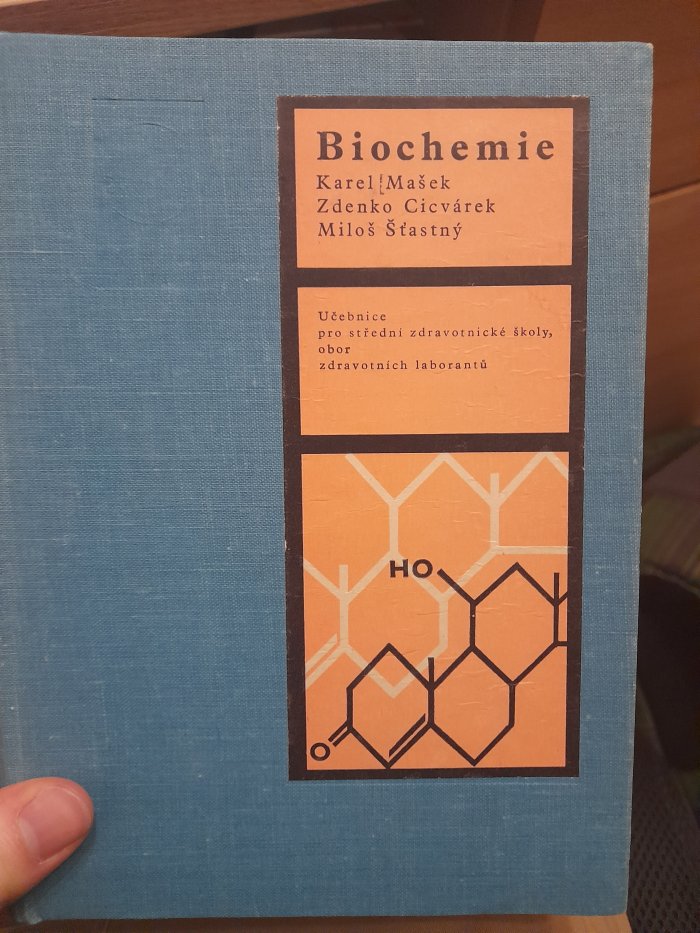 Biochemie
Karel Mašek
Zdenko Cicvárek
Miloš Šťastný
Učebnice
pro střední zdravotnické školy,
obor
zdravotních laborantů
HO
O